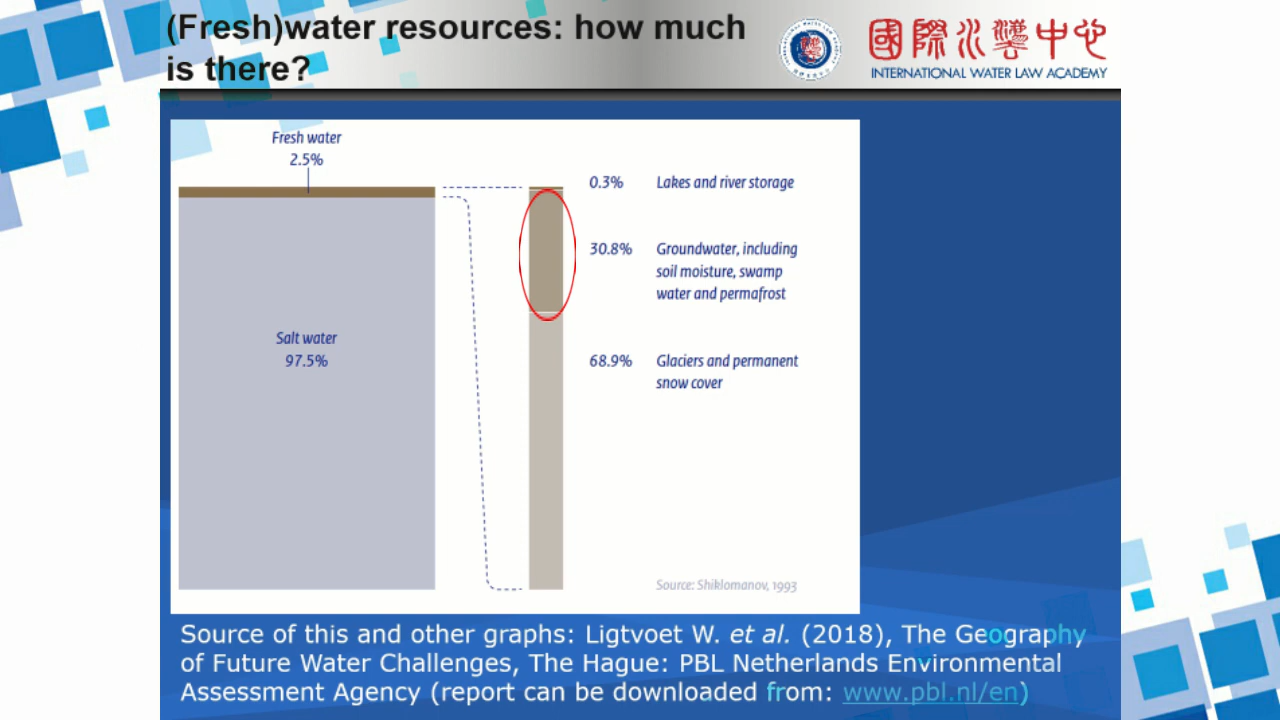 (Fresh)water resources: how much
is there?
國際水灋中心
INTERNATIONAL WATER LAW ACADEMY
Fresh water
2.5%
0.3% Lakes and river storage
30.8% Groundwater, including
soil moisture, swamp
water and permafrost
Salt water
97.5%
68.9% Glaciers and permanent
snow cover
Source: Shiklomanov, 1993
Source of this and other graphs: Ligtvoet W. et al. (2018), The Geography
of Future Water Challenges, The Hague: PBL Netherlands Environmental
Assessment Agency (report can be downloaded from: www.pbl.nl/en)